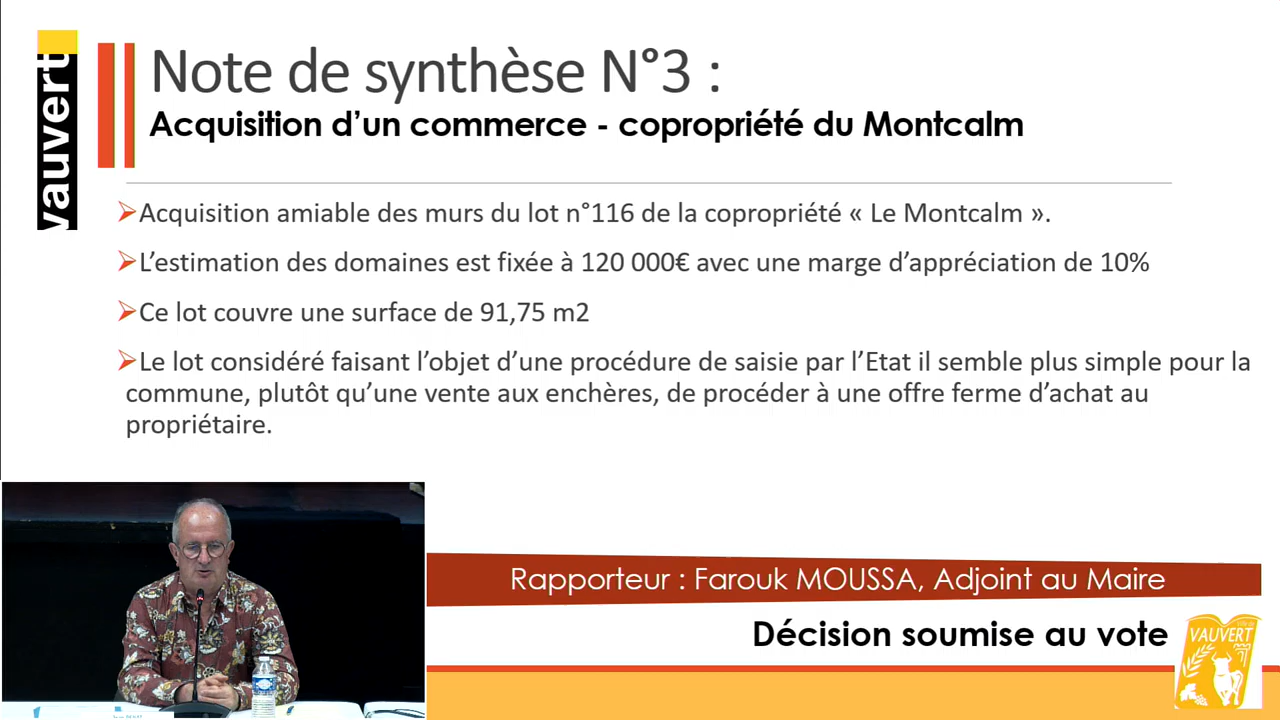 vauvert
Note de synthèse N°3 :
Acquisition d'un commerce - copropriété du Montcalm
Acquisition amiable des murs du lot n°116 de la copropriété « Le Montcalm ».
L'estimation des domaines est fixée à 120 000€ avec une marge d'appréciation de 10%
Ce lot couvre une surface de 91,75 m2
Le lot considéré faisant l'objet d'une procédure de saisie par l'Etat il semble plus simple pour la
commune, plutôt qu'une vente aux enchères, de procéder à une offre ferme d'achat au
propriétaire.
Rapporteur : Farouk MOUSSA, Adjoint au Maire
Décision soumise au vote
VAUVERT